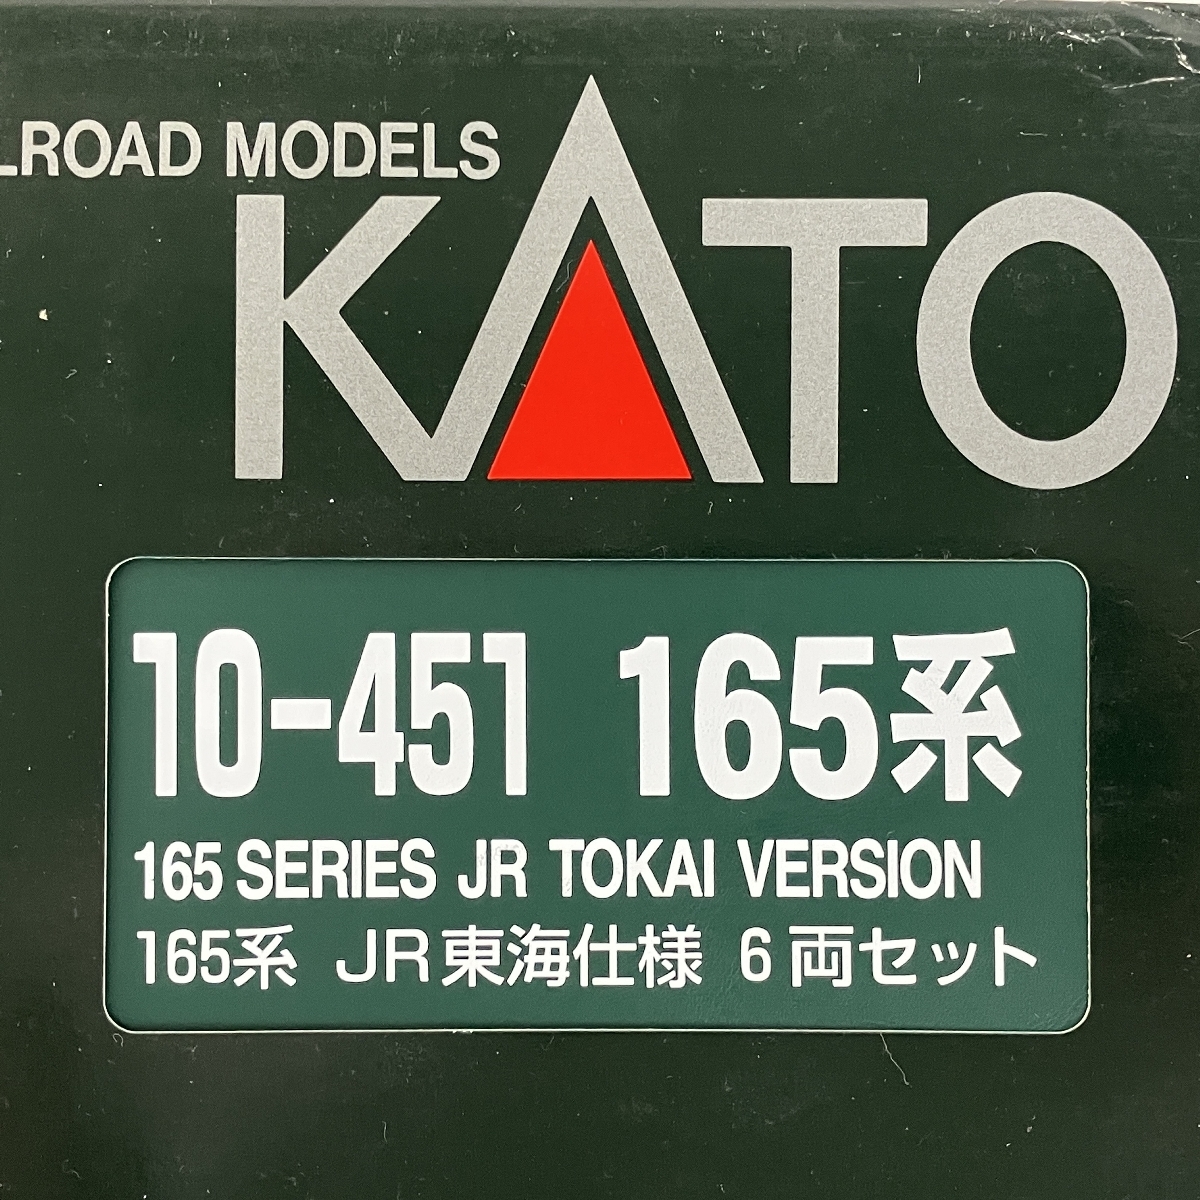 LROAD MODELS
KATO
10-451 165系
165 SERIES JR TOKAI VERSION
165系 JR東海仕様 6両セット